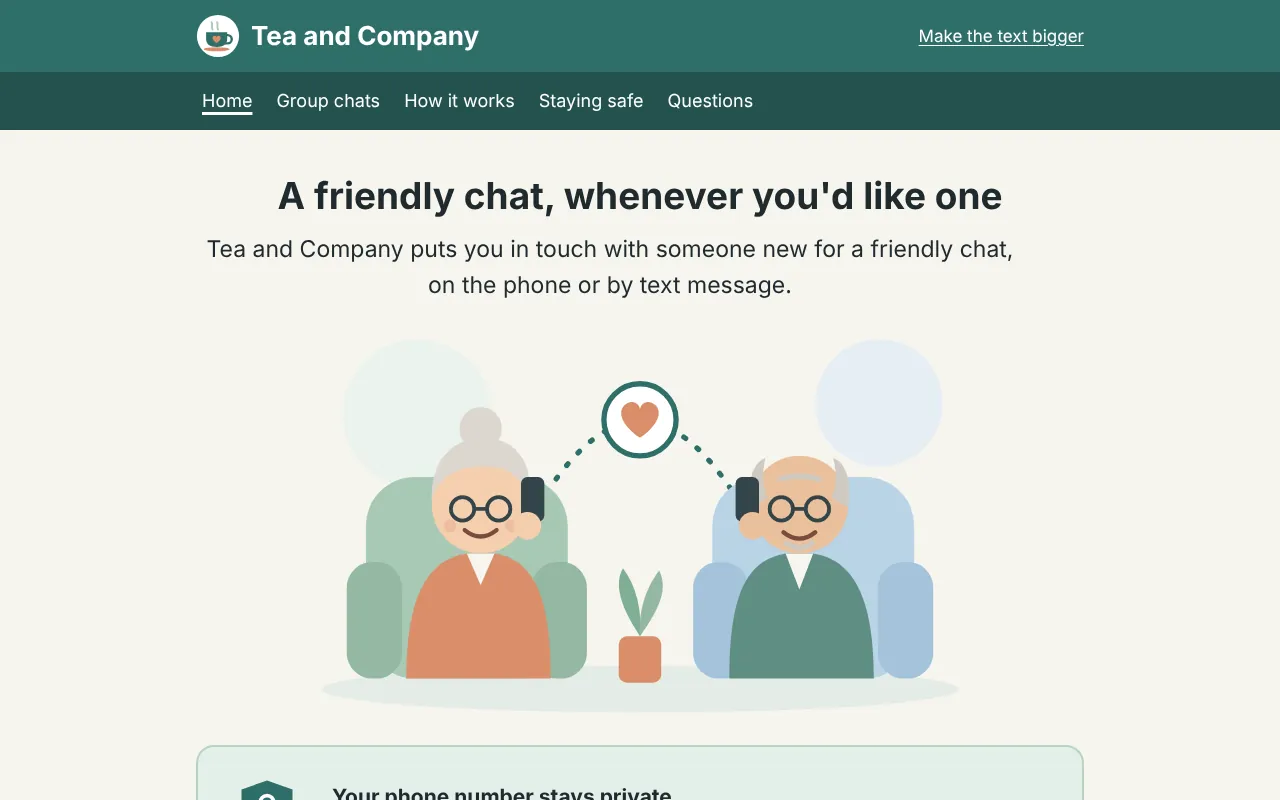 Tea and Company
Make the text bigger
Home Group chats How it works Staying safe Questions
A friendly chat, whenever you'd like one
Tea and Company puts you in touch with someone new for a friendly chat,
on the phone or by text message.
Your phone number stays private